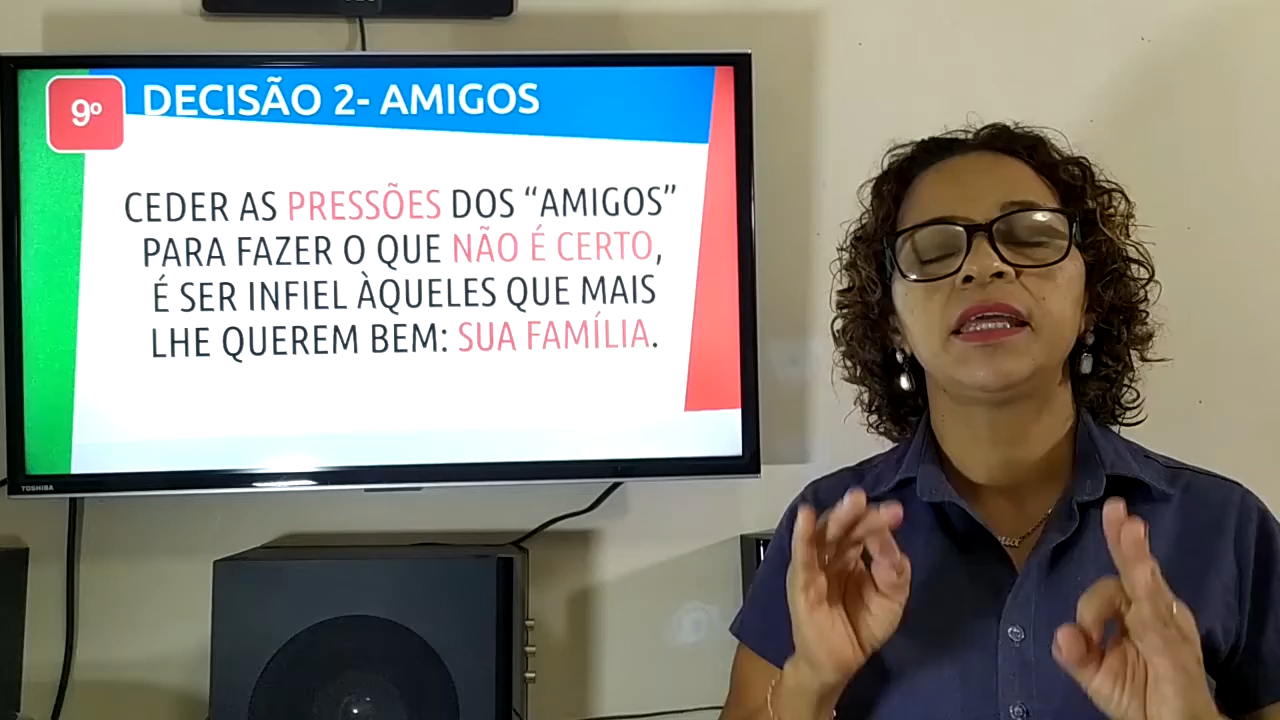 9º
DECISÃO 2- AMIGOS
CEDER AS PRESSÕES DOS “AMIGOS”
PARA FAZER O QUE NÃO É CERTO,
É SER INFIEL ÀQUELES QUE MAIS
LHE QUEREM BEM: SUA FAMÍLIA.
TOSHIBA